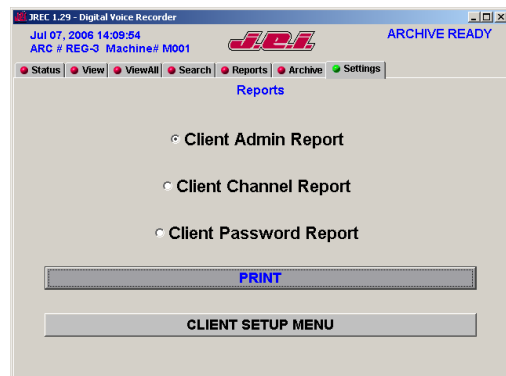 JREC 1.29 - Digital Voice Recorder
Jul 07, 2006 14:09:54
ARC # REG-3 Machine# M001
J.E.I.
ARCHIVE READY
Status View ViewAll Search Reports Archive Settings
Reports
Client Admin Report
Client Channel Report
Client Password Report
PRINT
CLIENT SETUP MENU